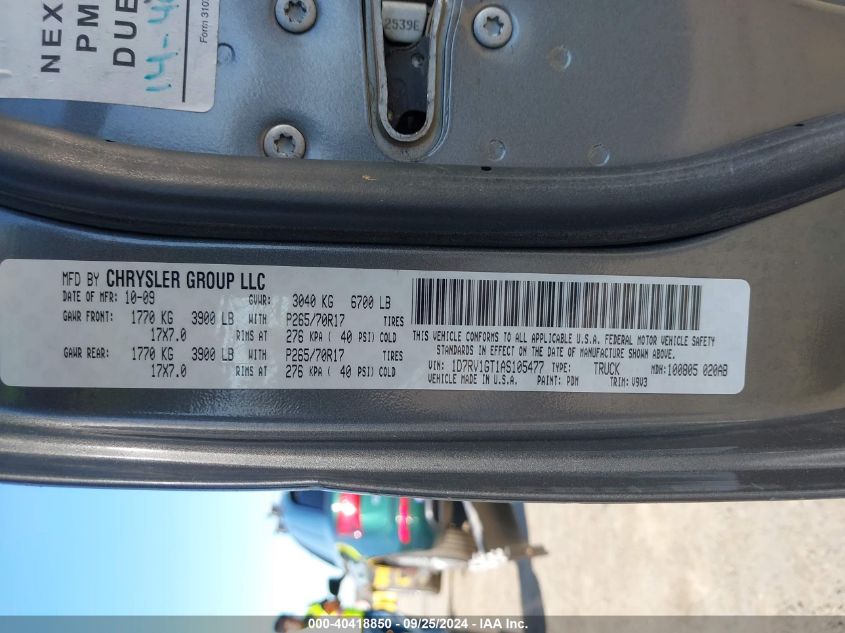 2539E
NEX
PM
DUE
14-4
Form 310
MFD BY CHRYSLER GROUP LLC
DATE OF MFR: 10-09 GVWR: 3040 KG 6700 LB
GAWR FRONT: 1770 KG 3900 LB WITH P265/70R17 TIRES
17X7.0 RIMS AT 276 KPA ( 40 PSI) COLD
GAWR REAR: 1770 KG 3900 LB WITH P265/70R17 TIRES
17X7.0 RIMS AT 276 KPA ( 40 PSI) COLD
THIS VEHICLE CONFORMS TO ALL APPLICABLE U.S.A. FEDERAL MOTOR VEHICLE SAFETY
STANDARDS IN EFFECT ON THE DATE OF MANUFACTURE SHOWN ABOVE.
VIN: 1D7RV1GT1AS105477 TYPE: TRUCK MDH: 100805 020AB
VEHICLE MADE IN U.S.A. PAINT: PDM TRIM: V9V3
000-40418850 - 09/25/2024 - IAA Inc.